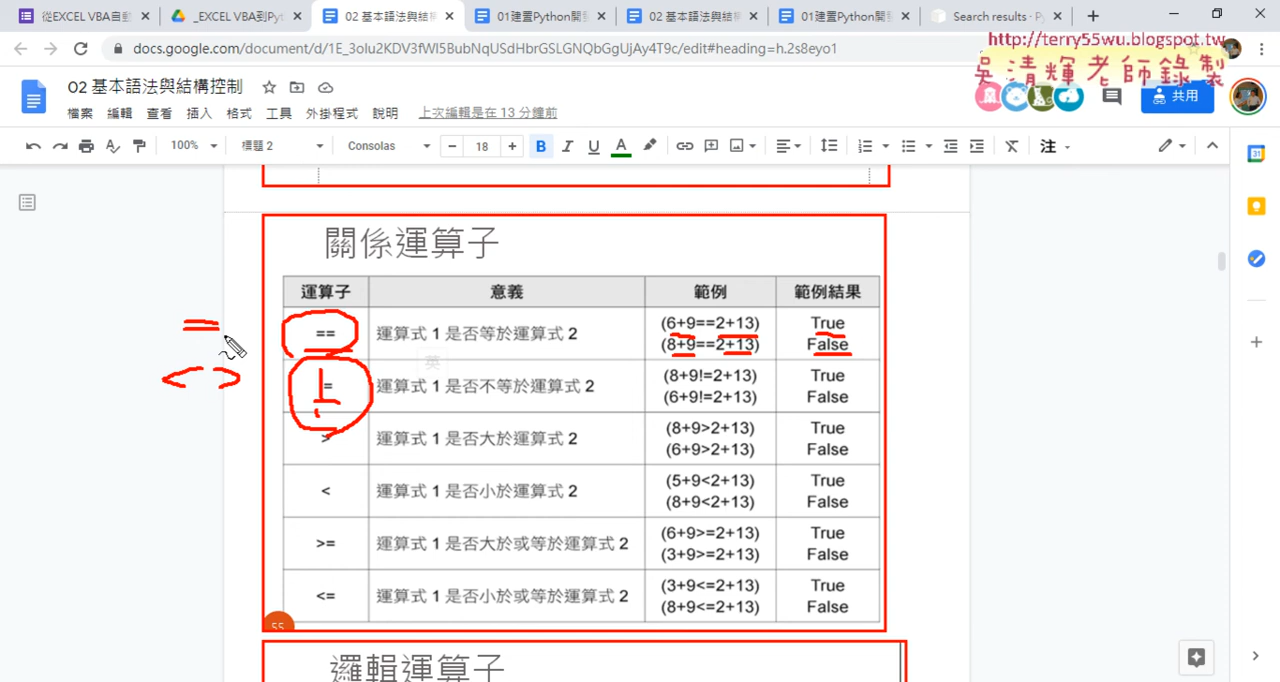 從EXCEL VBA自動
_EXCEL VBA到Pyt
02 基本語法與結構
01建置Python開發
02 基本語法與結構
01建置Python開發
Search results · Py
docs.google.com/document/d/1E_3olu2KDV3fWI5BubNqUSdHbrGSLGNQbGgUjAy4T9c/edit#heading=h.2s8eyo1
http://terry55wu.blogspot.tw
吳清輝老師錄製
02 基本語法與結構控制
檔案 編輯 查看 插入 格式 工具 外掛程式 說明 上次編輯是在 13 分鐘前
共用
100% 標題 2 Consolas 18 B I U A 注
關係運算子
運算子 意義 範例 範例結果
== 運算式 1 是否等於運算式 2 (6+9==2+13) True
(8+9==2+13) False
!= 運算式 1 是否不等於運算式 2 (8+9!=2+13) True
(6+9!=2+13) False
> 運算式 1 是否大於運算式 2 (8+9>2+13) True
(6+9>2+13) False
< 運算式 1 是否小於運算式 2 (5+9<2+13) True
(8+9<2+13) False
>= 運算式 1 是否大於或等於運算式 2 (6+9>=2+13) True
(3+9>=2+13) False
<= 運算式 1 是否小於或等於運算式 2 (3+9<=2+13) True
(8+9<=2+13) False
=
< >
英
55
邏輯運算子